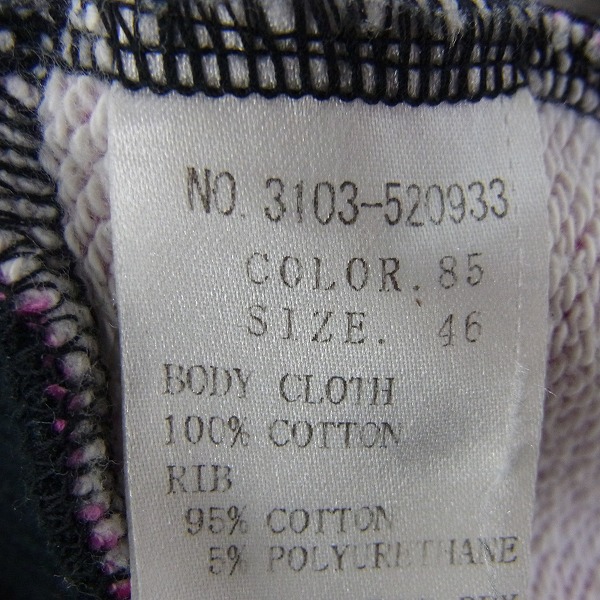 NO. 3103-520933
COLOR. 85
SIZE. 46
BODY CLOTH
100% COTTON
RIB
95% COTTON
5% POLYURETHANE